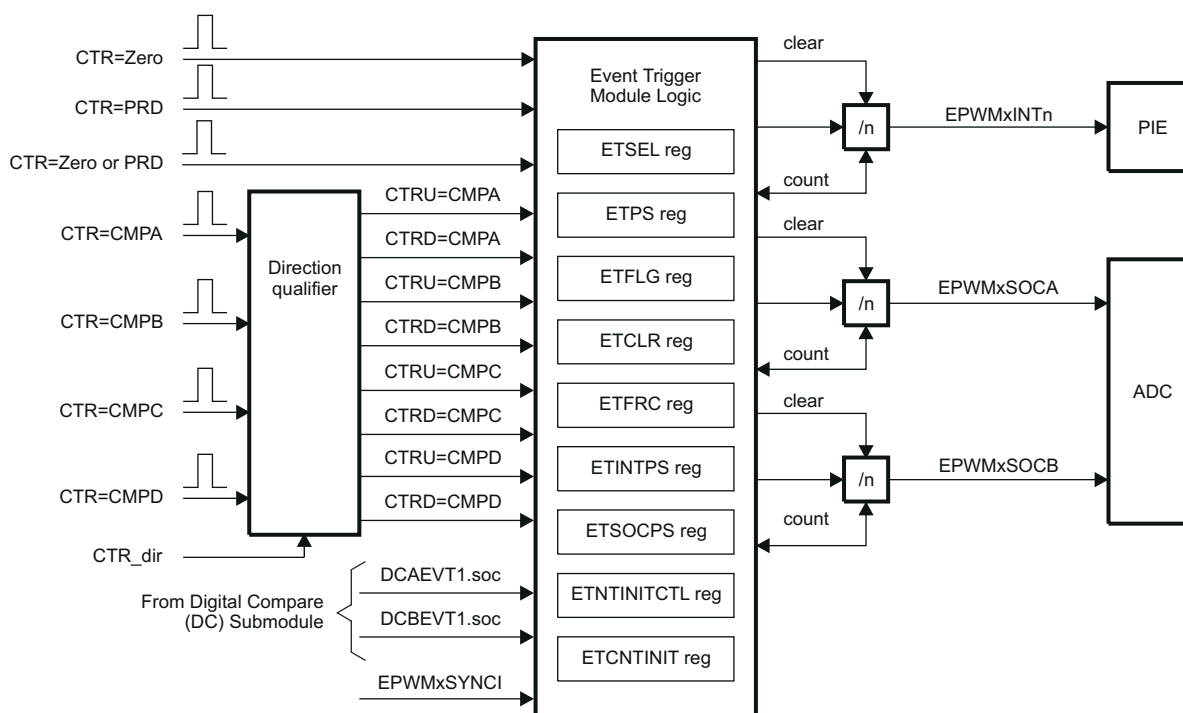 CTR=Zero
CTR=PRD
CTR=Zero or PRD
CTR=CMPA
CTR=CMPB
CTR=CMPC
CTR=CMPD
CTR_dir
Direction
qualifier
CTRU=CMPA
CTRD=CMPA
CTRU=CMPB
CTRD=CMPB
CTRU=CMPC
CTRD=CMPC
CTRU=CMPD
CTRD=CMPD
From Digital Compare
(DC) Submodule
DCAEVT1.soc
DCBEVT1.soc
EPWMxSYNCI
Event Trigger
Module Logic
ETSEL reg
ETPS reg
ETFLG reg
ETCLR reg
ETFRC reg
ETINTPS reg
ETSOCPS reg
ETNTINITCTL reg
ETCNTINIT reg
clear
/n
count
EPWMxINTn
PIE
clear
/n
count
EPWMxSOCA
clear
/n
count
EPWMxSOCB
ADC